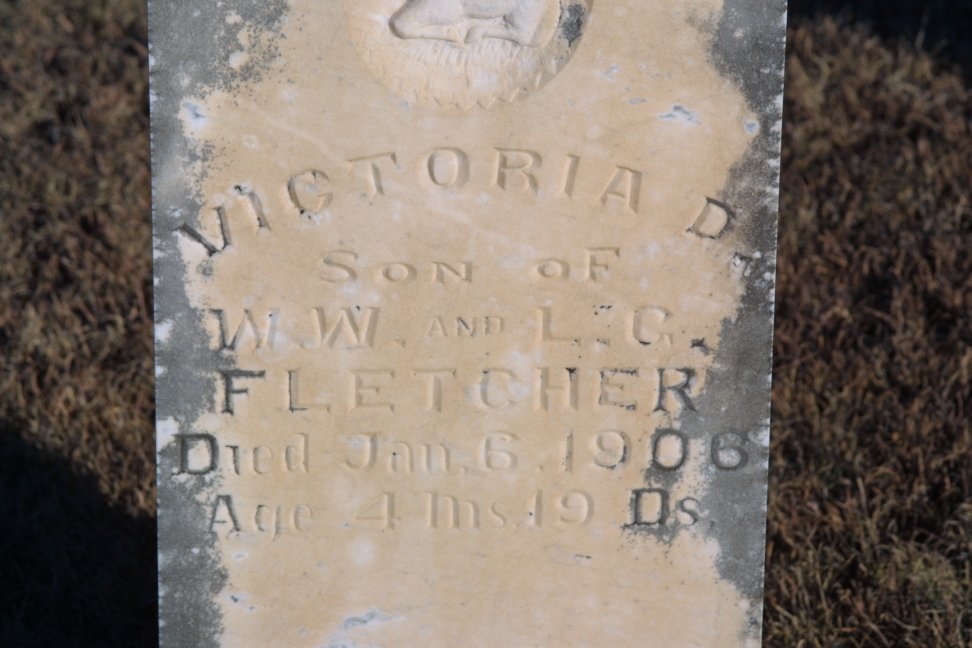 VICTORIA D.
SON OF
W.W. AND L.G.
FLETCHER
Died Jan. 6. 1906
Age 4 Ms. 19 Ds.